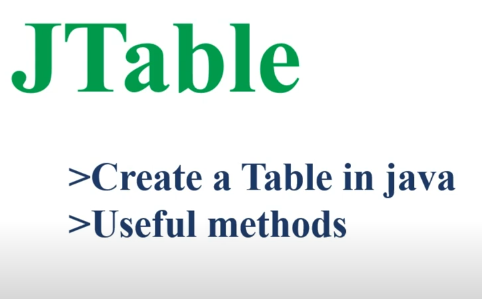 JTable
>Create a Table in java
>Useful methods